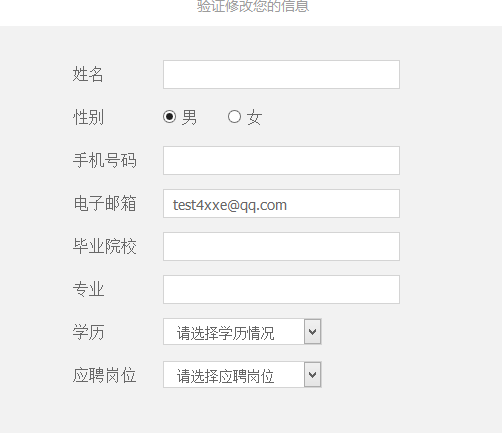 验证修改您的信息
姓名
性别 男 女
手机号码
电子邮箱 test4xxe@qq.com
毕业院校
专业
学历 请选择学历情况
应聘岗位 请选择应聘岗位